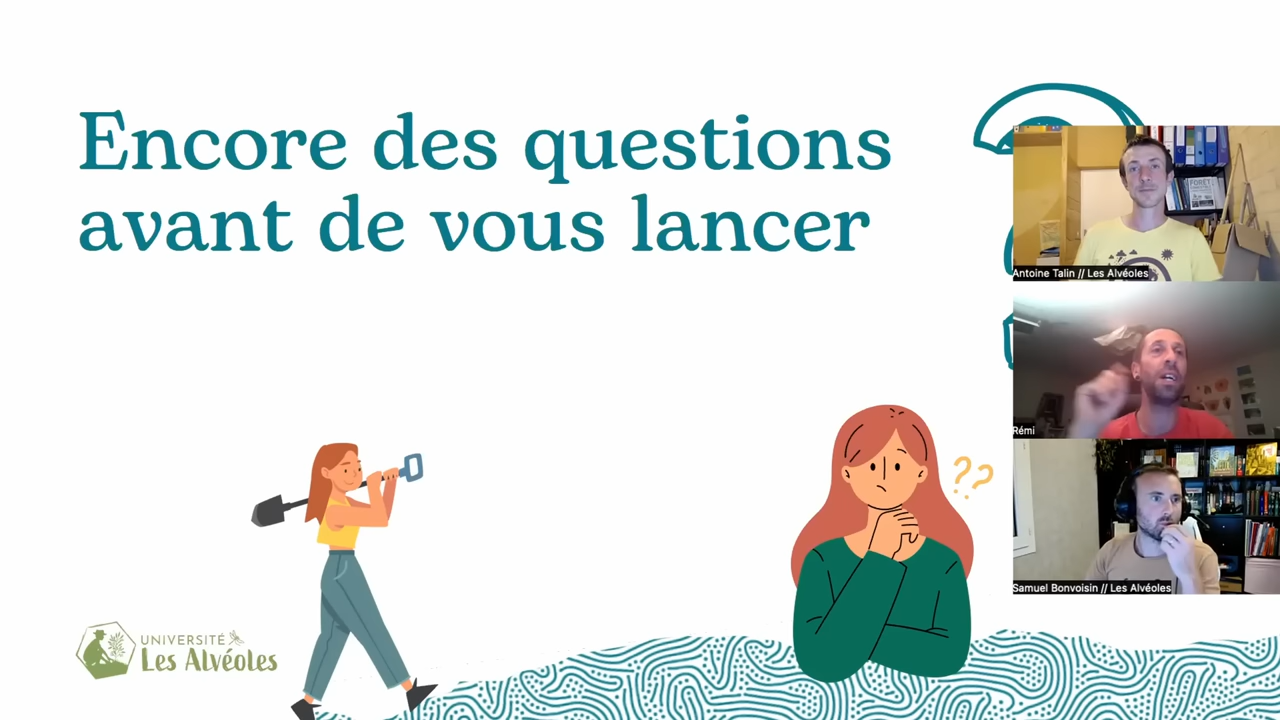 Encore des questions
avant de vous lancer
??
Antoine Talin // Les Alvéoles
Rémi
Samuel Bonvoisin // Les Alvéoles
FORÊT
UNIVERSITÉ
Les Alvéoles